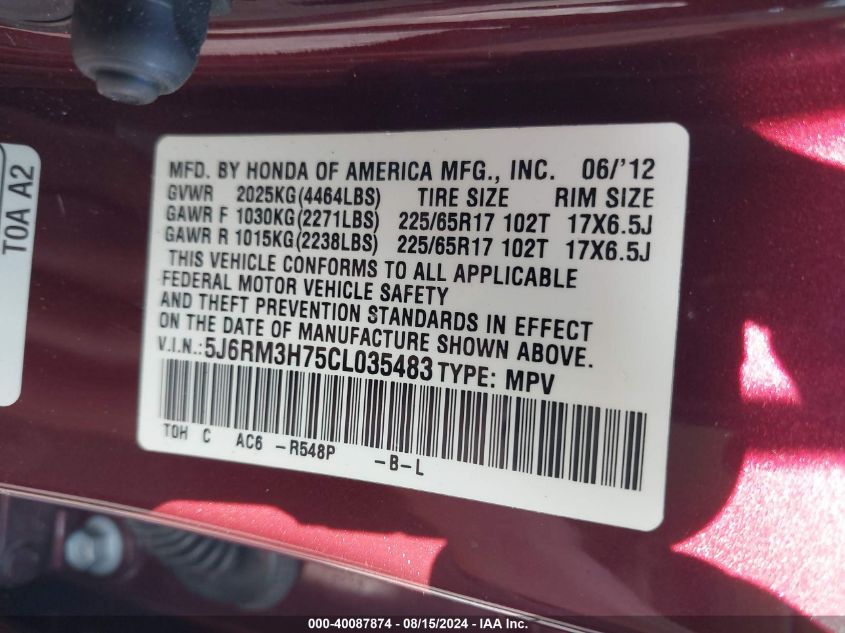 MFD. BY HONDA OF AMERICA MFG., INC. 06/'12
GVWR 2025KG(4464LBS) TIRE SIZE RIM SIZE
GAWR F 1030KG(2271LBS) 225/65R17 102T 17X6.5J
GAWR R 1015KG(2238LBS) 225/65R17 102T 17X6.5J
THIS VEHICLE CONFORMS TO ALL APPLICABLE
FEDERAL MOTOR VEHICLE SAFETY
AND THEFT PREVENTION STANDARDS IN EFFECT
ON THE DATE OF MANUFACTURE SHOWN ABOVE.
V.I.N.:5J6RM3H75CL035483 TYPE: MPV
TOH C AC6 -R548P -B-L
TOA A2
000-40087874 - 08/15/2024 - IAA Inc.